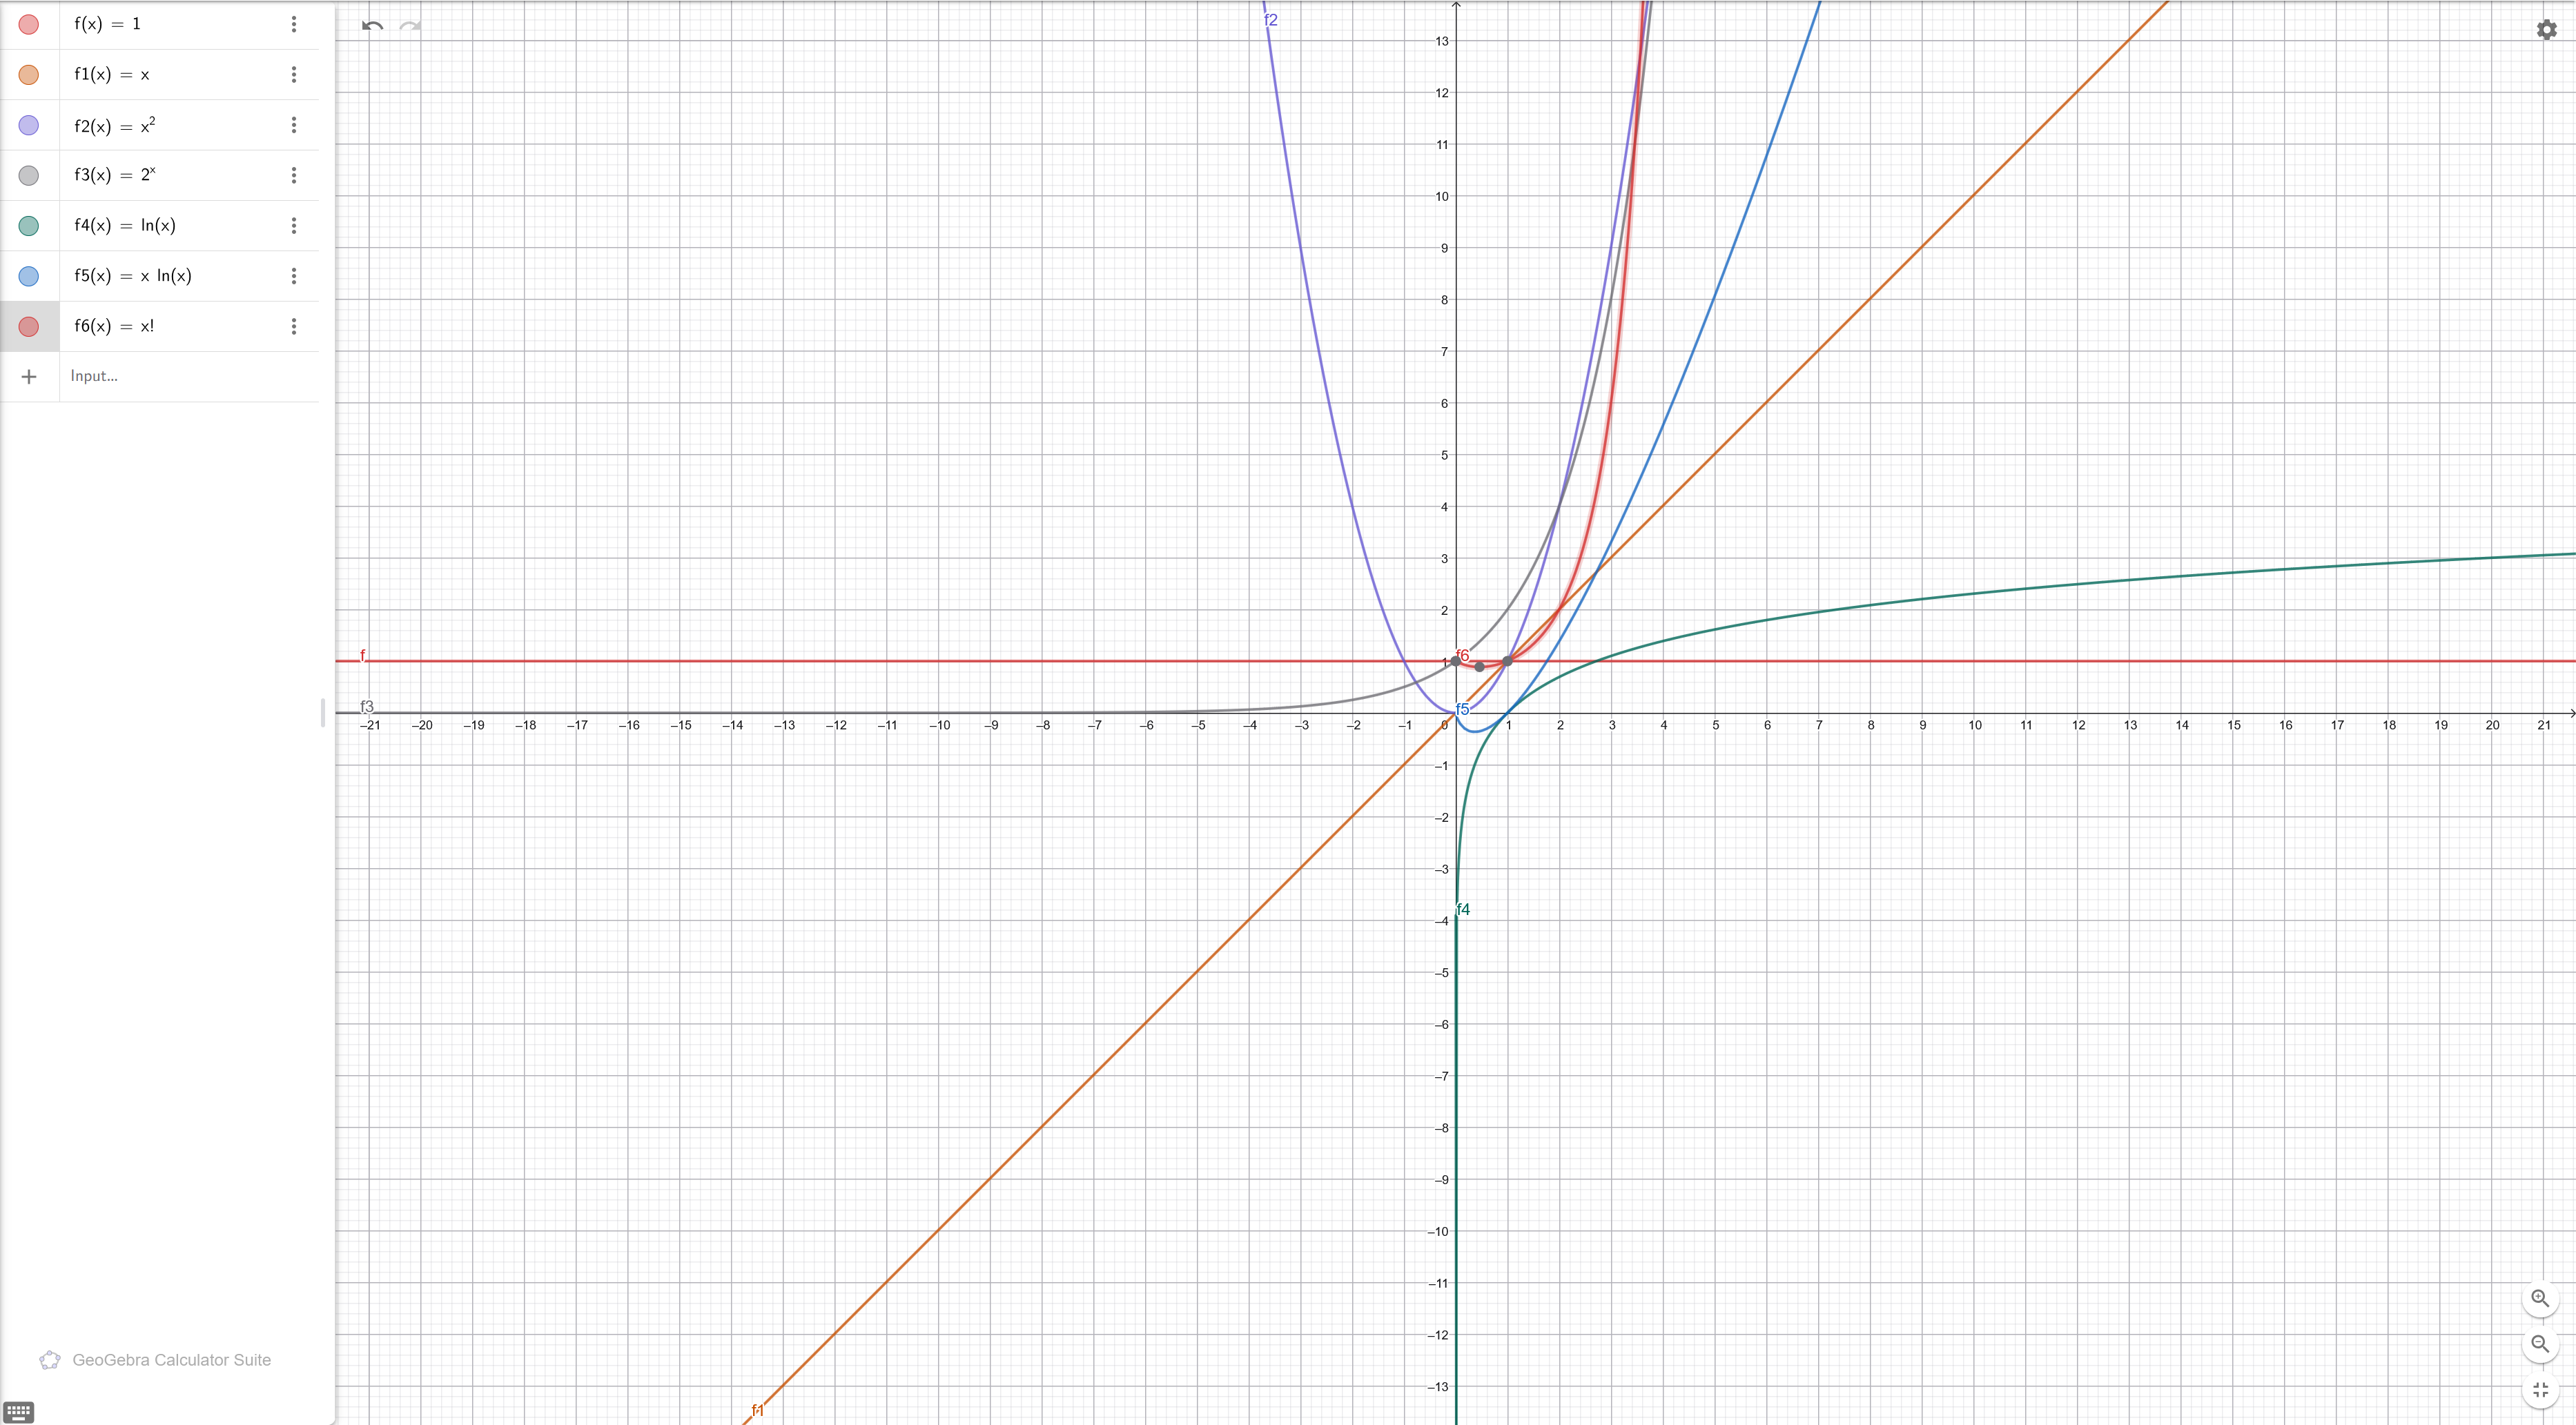 f(x) = 1
f1(x) = x
f2(x) = x²
f3(x) = 2ˣ
f4(x) = ln(x)
f5(x) = x ln(x)
f6(x) = x!
+ Input...
GeoGebra Calculator Suite
f2
13
12
11
10
9
8
7
6
5
4
3
2
f
1
f6
f3
f5
–21 –20 –19 –18 –17 –16 –15 –14 –13 –12 –11 –10 –9 –8 –7 –6 –5 –4 –3 –2 –1 0 1 2 3 4 5 6 7 8 9 10 11 12 13 14 15 16 17 18 19 20 21
–1
–2
–3
f4
–4
–5
–6
–7
–8
–9
–10
–11
–12
–13
f1